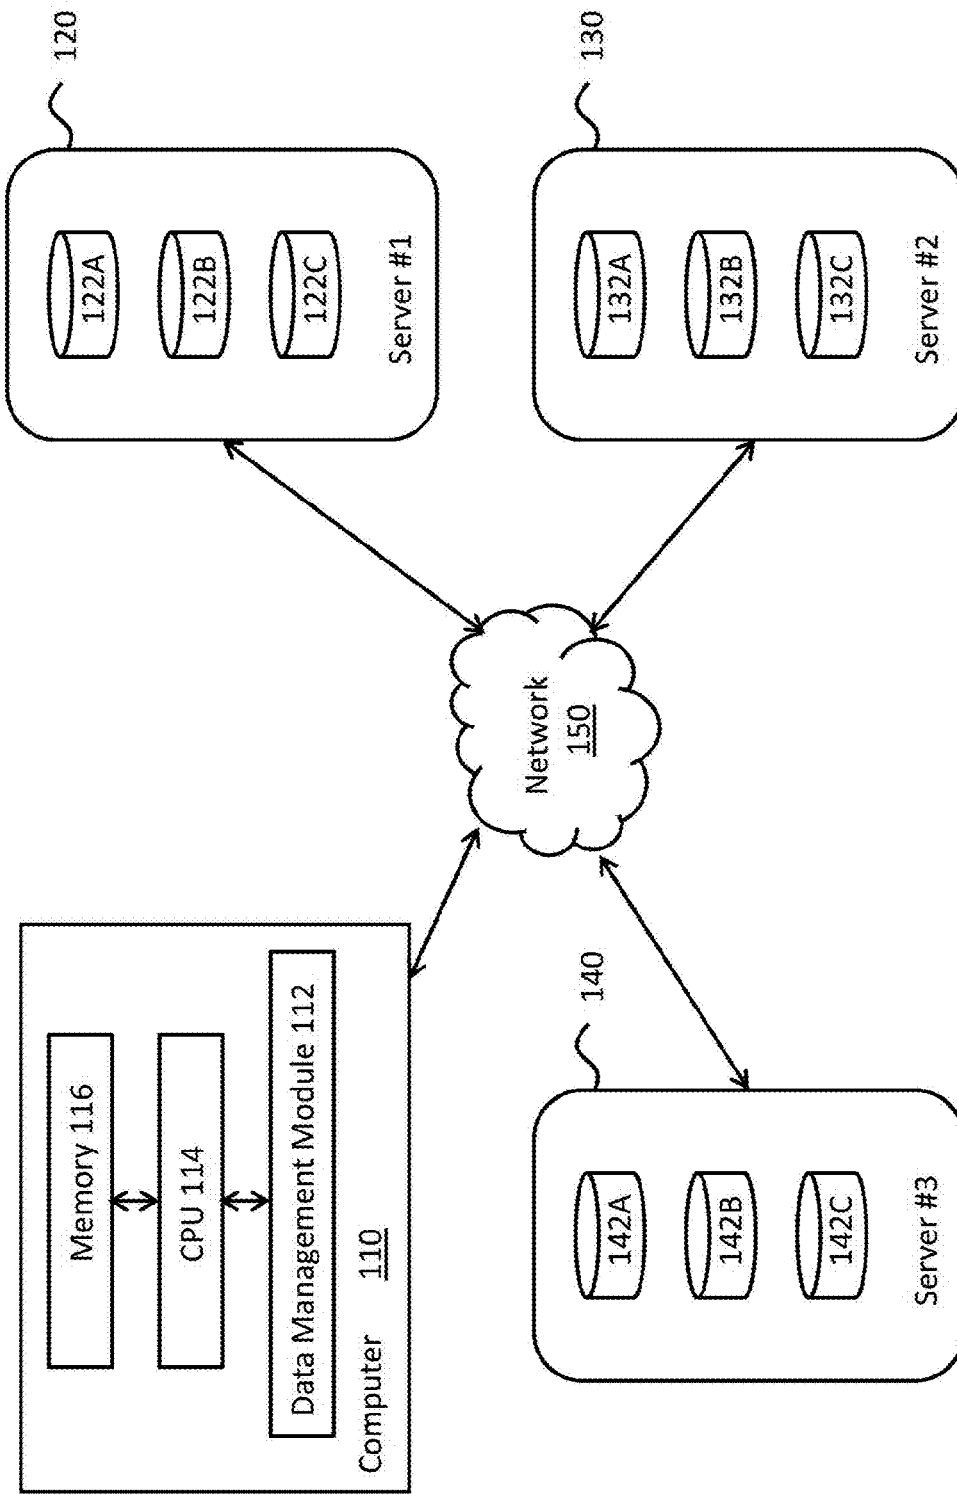 Memory 116
CPU 114
Data Management Module 112
Computer 110
120
122A
122B
122C
Server #1
Network
150
140
142A
142B
142C
Server #3
130
132A
132B
132C
Server #2